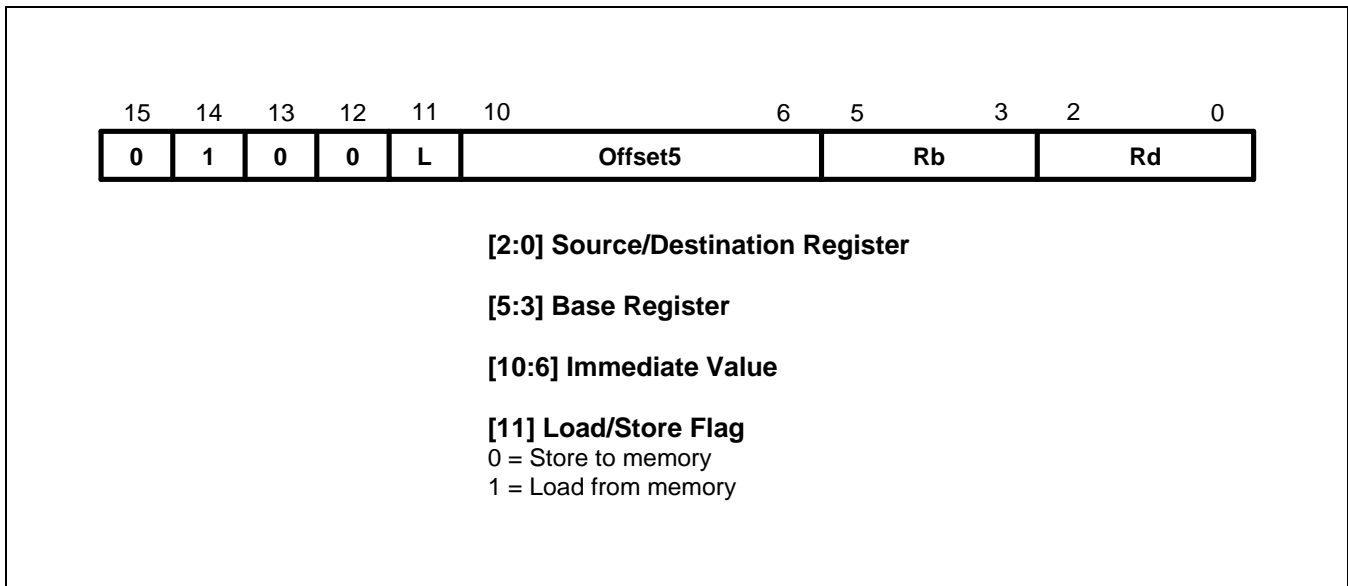 15 14 13 12 11 10 6 5 3 2 0
0 1 0 0 L Offset5 Rb Rd
[2:0] Source/Destination Register
[5:3] Base Register
[10:6] Immediate Value
[11] Load/Store Flag
0 = Store to memory
1 = Load from memory